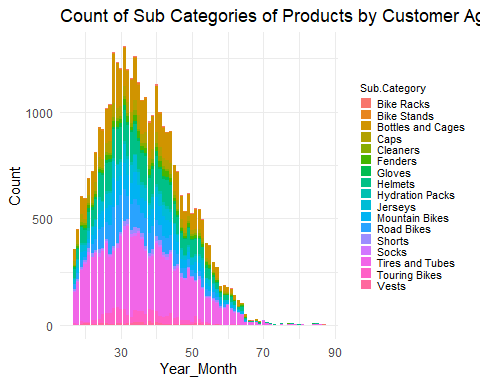 Count of Sub Categories of Products by Customer Ag
Count
1000
500
0
30
50
70
90
Year_Month
Sub.Category
Bike Racks
Bike Stands
Bottles and Cages
Caps
Cleaners
Fenders
Gloves
Helmets
Hydration Packs
Jerseys
Mountain Bikes
Road Bikes
Shorts
Socks
Tires and Tubes
Touring Bikes
Vests